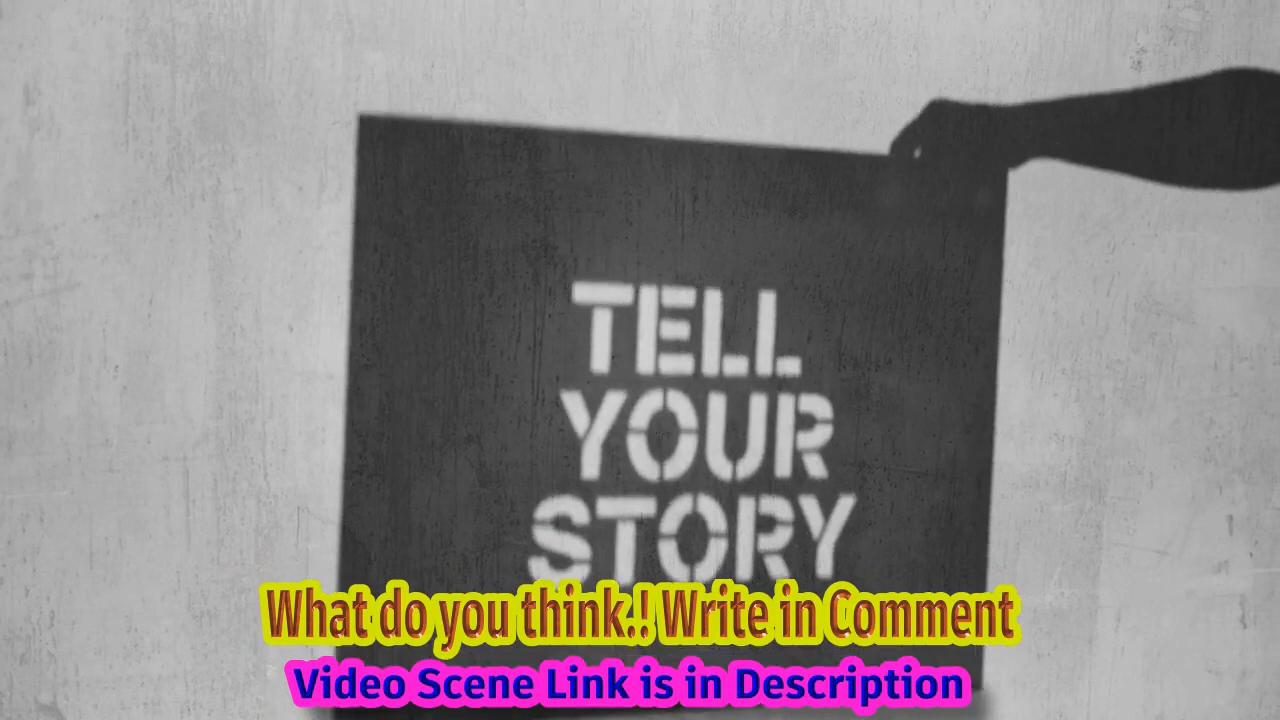 TELL
YOUR
STORY
What do you think.! Write in Comment
Video Scene Link is in Description